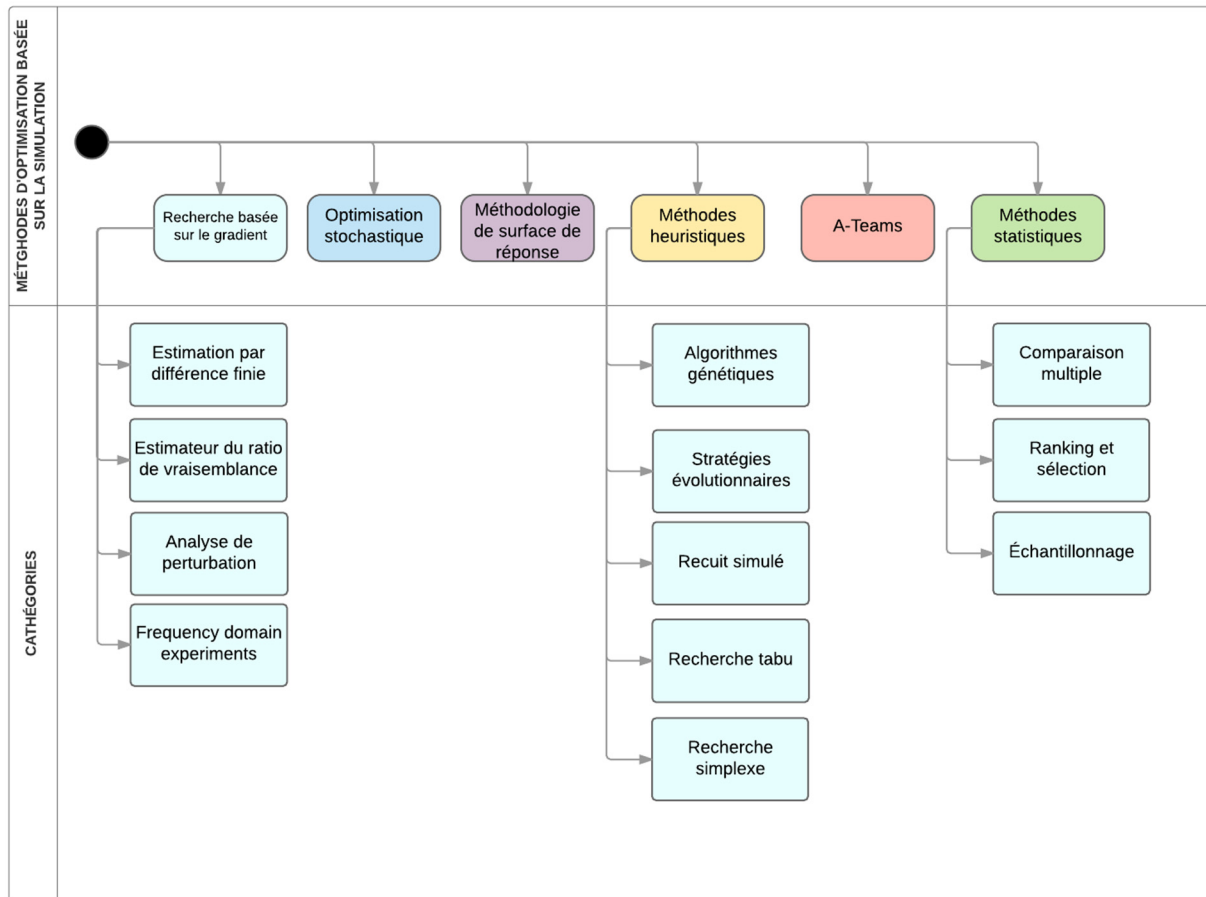 MÉTGHODES D'OPTIMISATION BASÉE
SUR LA SIMULATION
Recherche basée
sur le gradient
Optimisation
stochastique
Méthodologie
de surface de
réponse
Méthodes
heuristiques
A-Teams
Méthodes
statistiques
CATHÉGORIES
Estimation par
différence finie
Estimateur du ratio
de vraisemblance
Analyse de
perturbation
Frequency domain
experiments
Algorithmes
génétiques
Stratégies
évolutionnaires
Recuit simulé
Recherche tabu
Recherche
simplexe
Comparaison
multiple
Ranking et
sélection
Échantillonnage